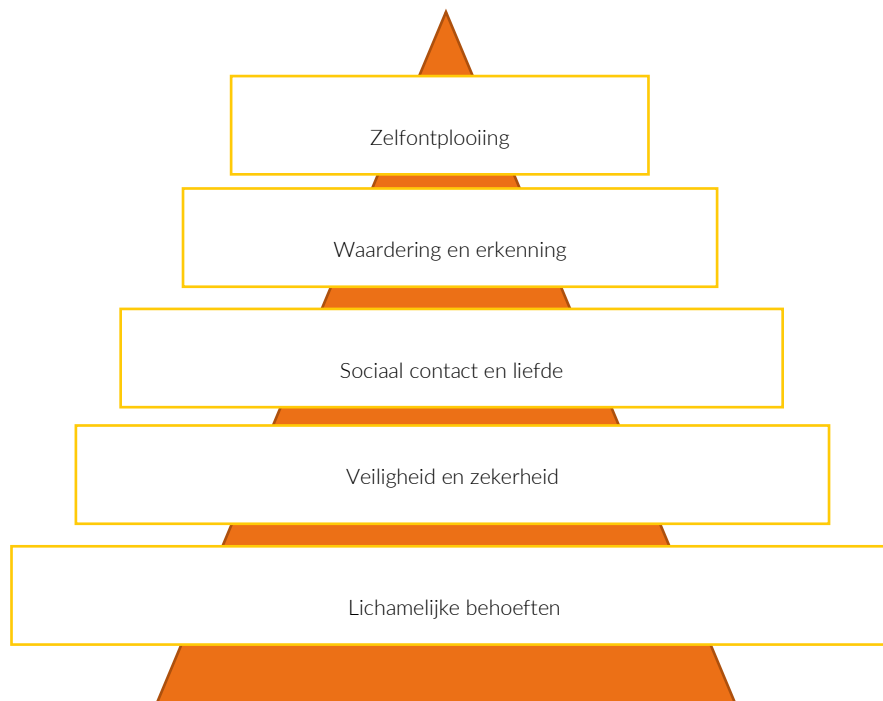 Zelfontplooiing
Waardering en erkenning
Sociaal contact en liefde
Veiligheid en zekerheid
Lichamelijke behoeften